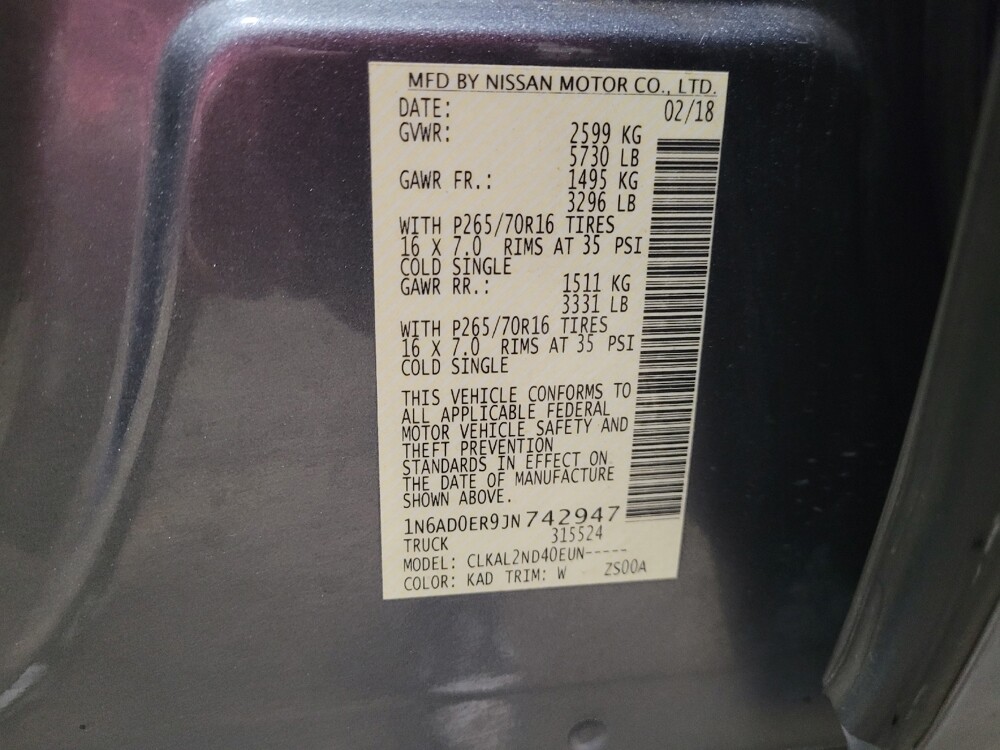 MFD BY NISSAN MOTOR CO., LTD.
DATE: 02/18
GVWR: 2599 KG
5730 LB
GAWR FR.: 1495 KG
3296 LB
WITH P265/70R16 TIRES
16 X 7.0 RIMS AT 35 PSI
COLD SINGLE
GAWR RR.: 1511 KG
3331 LB
WITH P265/70R16 TIRES
16 X 7.0 RIMS AT 35 PSI
COLD SINGLE
THIS VEHICLE CONFORMS TO
ALL APPLICABLE FEDERAL
MOTOR VEHICLE SAFETY AND
THEFT PREVENTION
STANDARDS IN EFFECT ON
THE DATE OF MANUFACTURE
SHOWN ABOVE.
1N6AD0ER9JN742947
TRUCK 315524
MODEL: CLKAL2ND40EUN-----
COLOR: KAD TRIM: W ZS00A